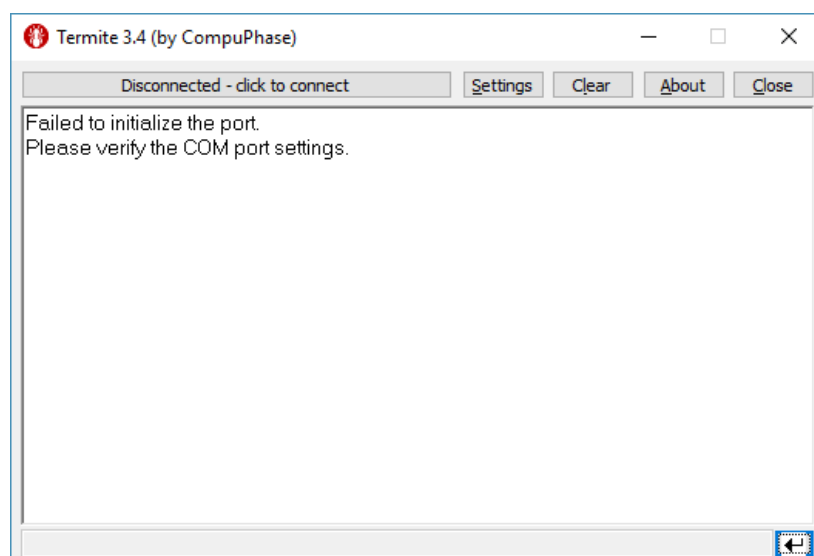 Termite 3.4 (by CompuPhase)
Disconnected - click to connect Settings Clear About Close
Failed to initialize the port.
Please verify the COM port settings.